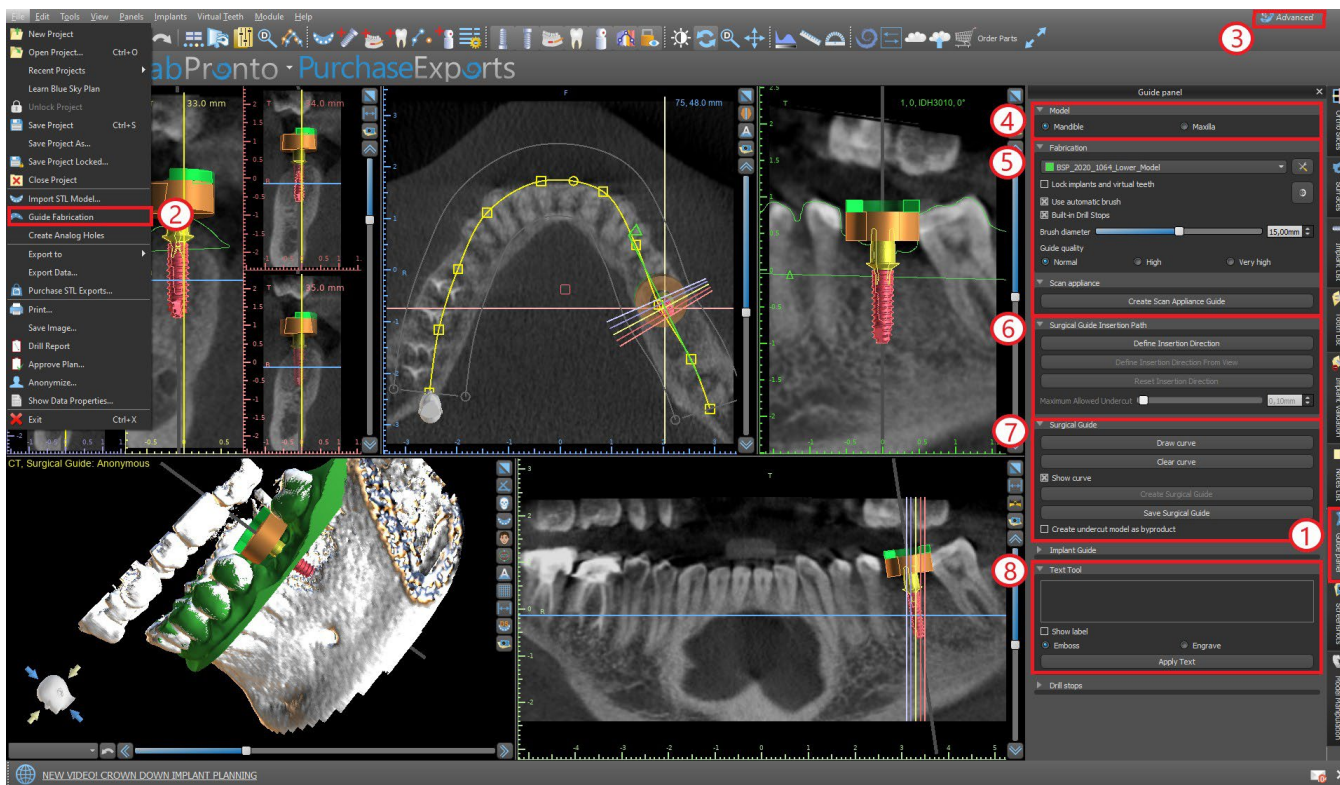 File Edit Tools View Panels Implants Virtual Teeth Module Help
Advanced
3
New Project
Open Project... Ctrl+O
Recent Projects
Learn Blue Sky Plan
Unlock Project
Save Project Ctrl+S
Save Project As...
Save Project Locked...
Close Project
Import STL Model...
Guide Fabrication
2
Create Analog Holes
Export to
Export Data...
Purchase STL Exports...
Print...
Save Image...
Drill Report
Approve Plan...
Anonymize...
Show Data Properties...
Exit Ctrl+X
Order Parts
abPronto PurchaseExports
33.0 mm
34.0 mm
35.0 mm
75, 48.0 mm
1, 0, IDH3010, 0°
CT, Surgical Guide: Anonymous
Guide panel
4
Model
Mandible
Maxilla
5
Fabrication
BSP_2020_1064_Lower_Model
Lock implants and virtual teeth
Use automatic brush
Built-in Drill Stops
Brush diameter
15,00mm
Guide quality
Normal
High
Very high
Scan appliance
Create Scan Appliance Guide
6
Surgical Guide Insertion Path
Define Insertion Direction
Define Insertion Direction From View
Reset Insertion Direction
Maximum Allowed Undercut
0,10mm
7
Surgical Guide
Draw curve
Clear curve
Show curve
Create Surgical Guide
Save Surgical Guide
Create undercut model as byproduct
1
Implant Guide
8
Text Tool
Show label
Emboss
Engrave
Apply Text
Drill stops
Guide panel
NEW VIDEO! CROWN DOWN IMPLANT PLANNING